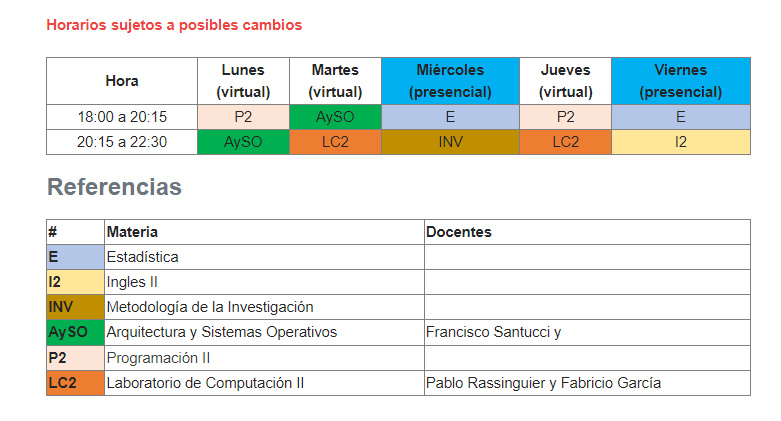 Horarios sujetos a posibles cambios
Hora Lunes (virtual) Martes (virtual) Miércoles (presencial) Jueves (virtual) Viernes (presencial)
18:00 a 20:15 P2 AySO E P2 E
20:15 a 22:30 AySO LC2 INV LC2 I2
Referencias
# Materia Docentes
E Estadística
I2 Ingles II
INV Metodología de la Investigación
AySO Arquitectura y Sistemas Operativos Francisco Santucci y
P2 Programación II
LC2 Laboratorio de Computación II Pablo Rassinguier y Fabricio García